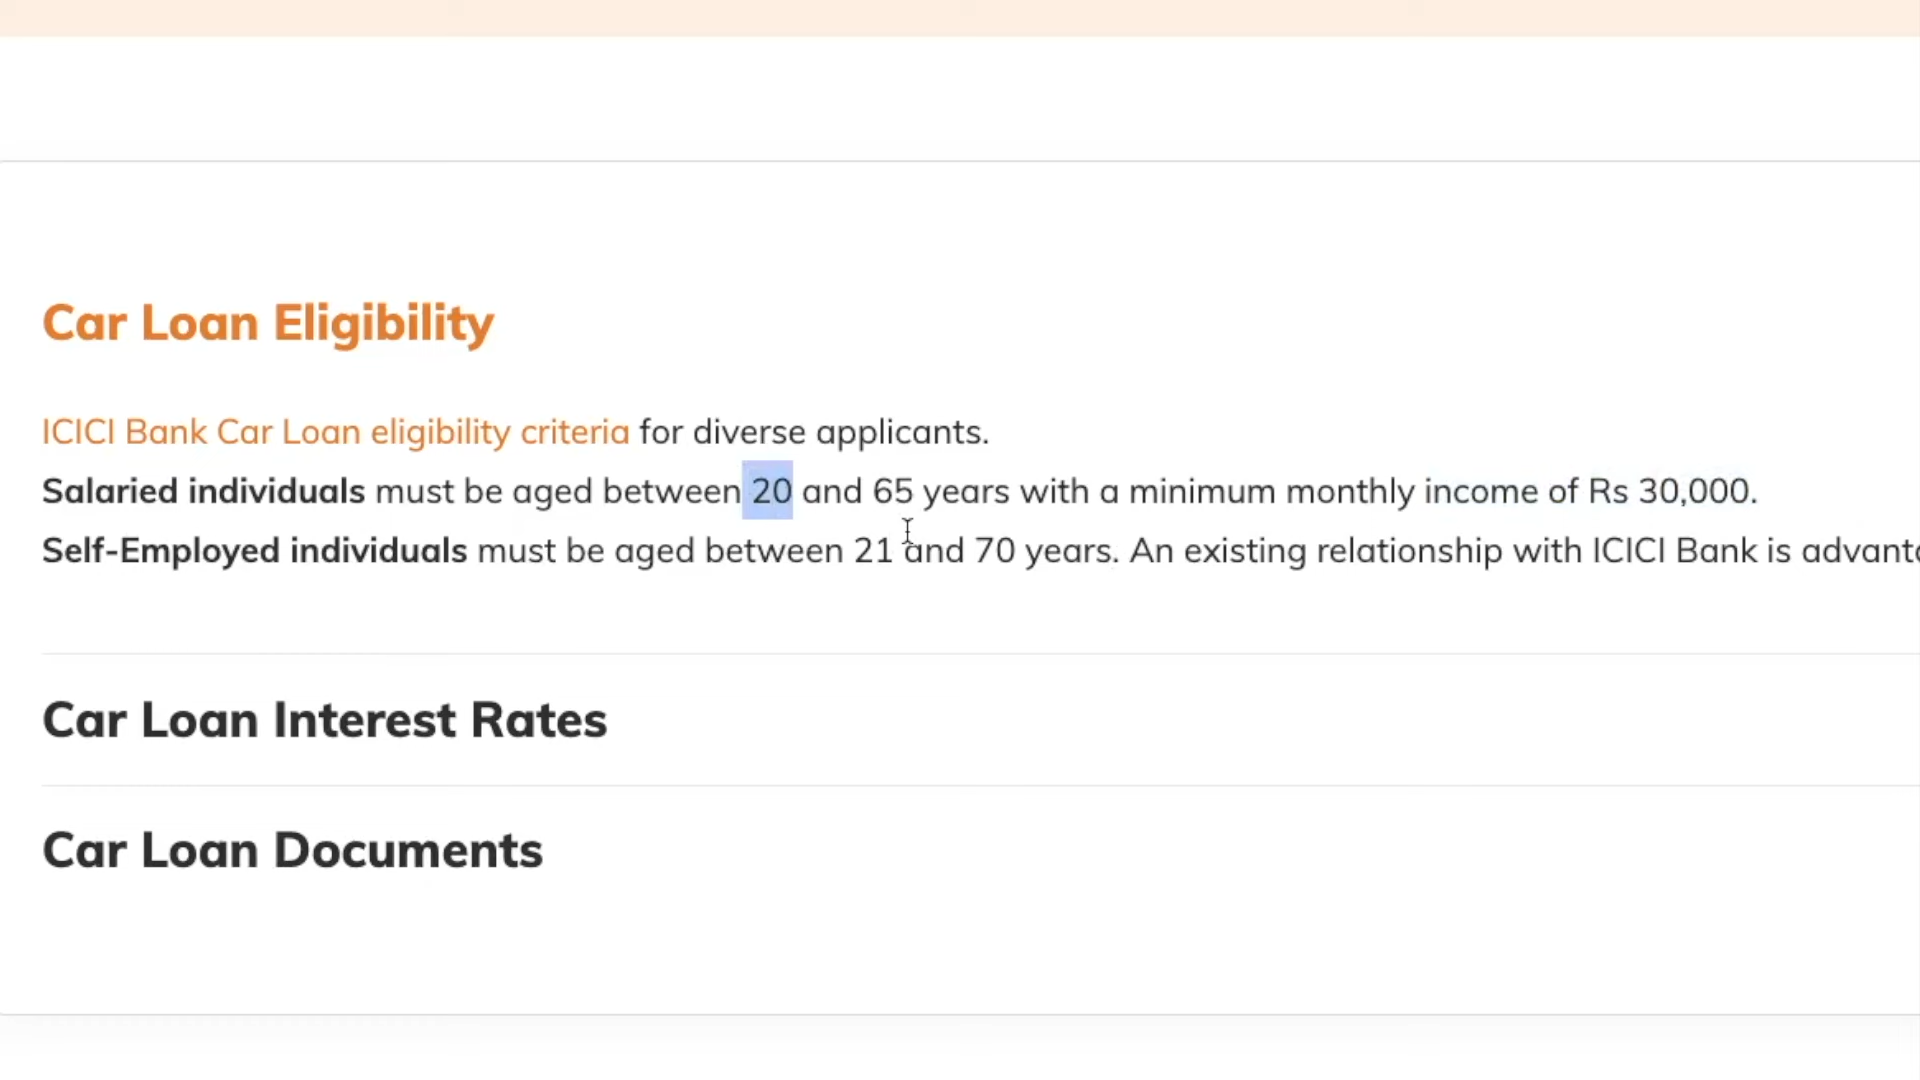 Car Loan Eligibility
ICICI Bank Car Loan eligibility criteria for diverse applicants.
Salaried individuals must be aged between 20 and 65 years with a minimum monthly income of Rs 30,000.
Self-Employed individuals must be aged between 21 and 70 years. An existing relationship with ICICI Bank is
Car Loan Interest Rates
Car Loan Documents